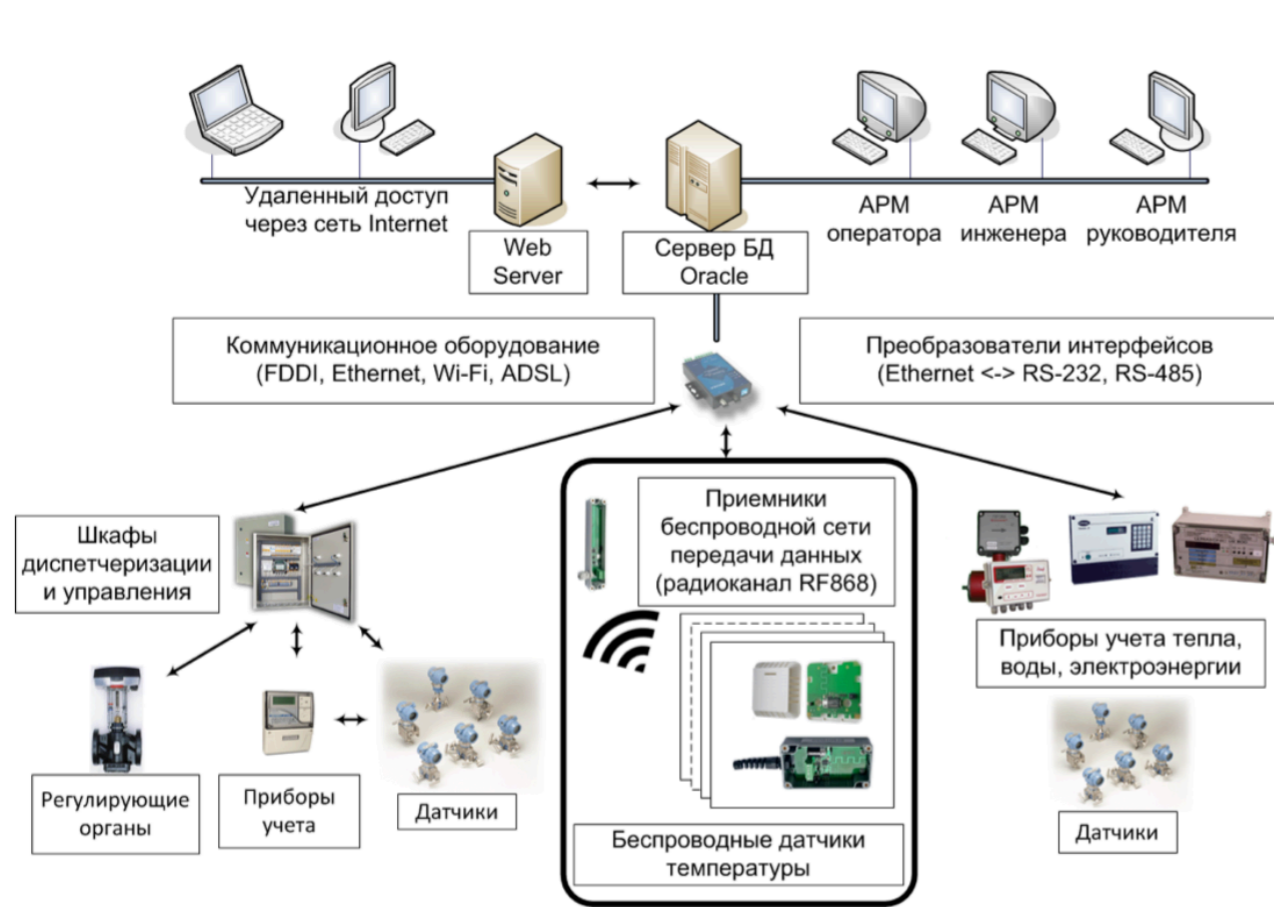 Удаленный доступ
через сеть Internet
Web
Server
Сервер БД
Oracle
АРМ
оператора
АРМ
инженера
АРМ
руководителя
Коммуникационное оборудование
(FDDI, Ethernet, Wi-Fi, ADSL)
Преобразователи интерфейсов
(Ethernet <-> RS-232, RS-485)
Шкафы
диспетчеризации
и управления
Приемники
беспроводной сети
передачи данных
(радиоканал RF868)
Приборы учета тепла,
воды, электроэнергии
Регулирующие
органы
Приборы
учета
Датчики
Беспроводные датчики
температуры
Датчики